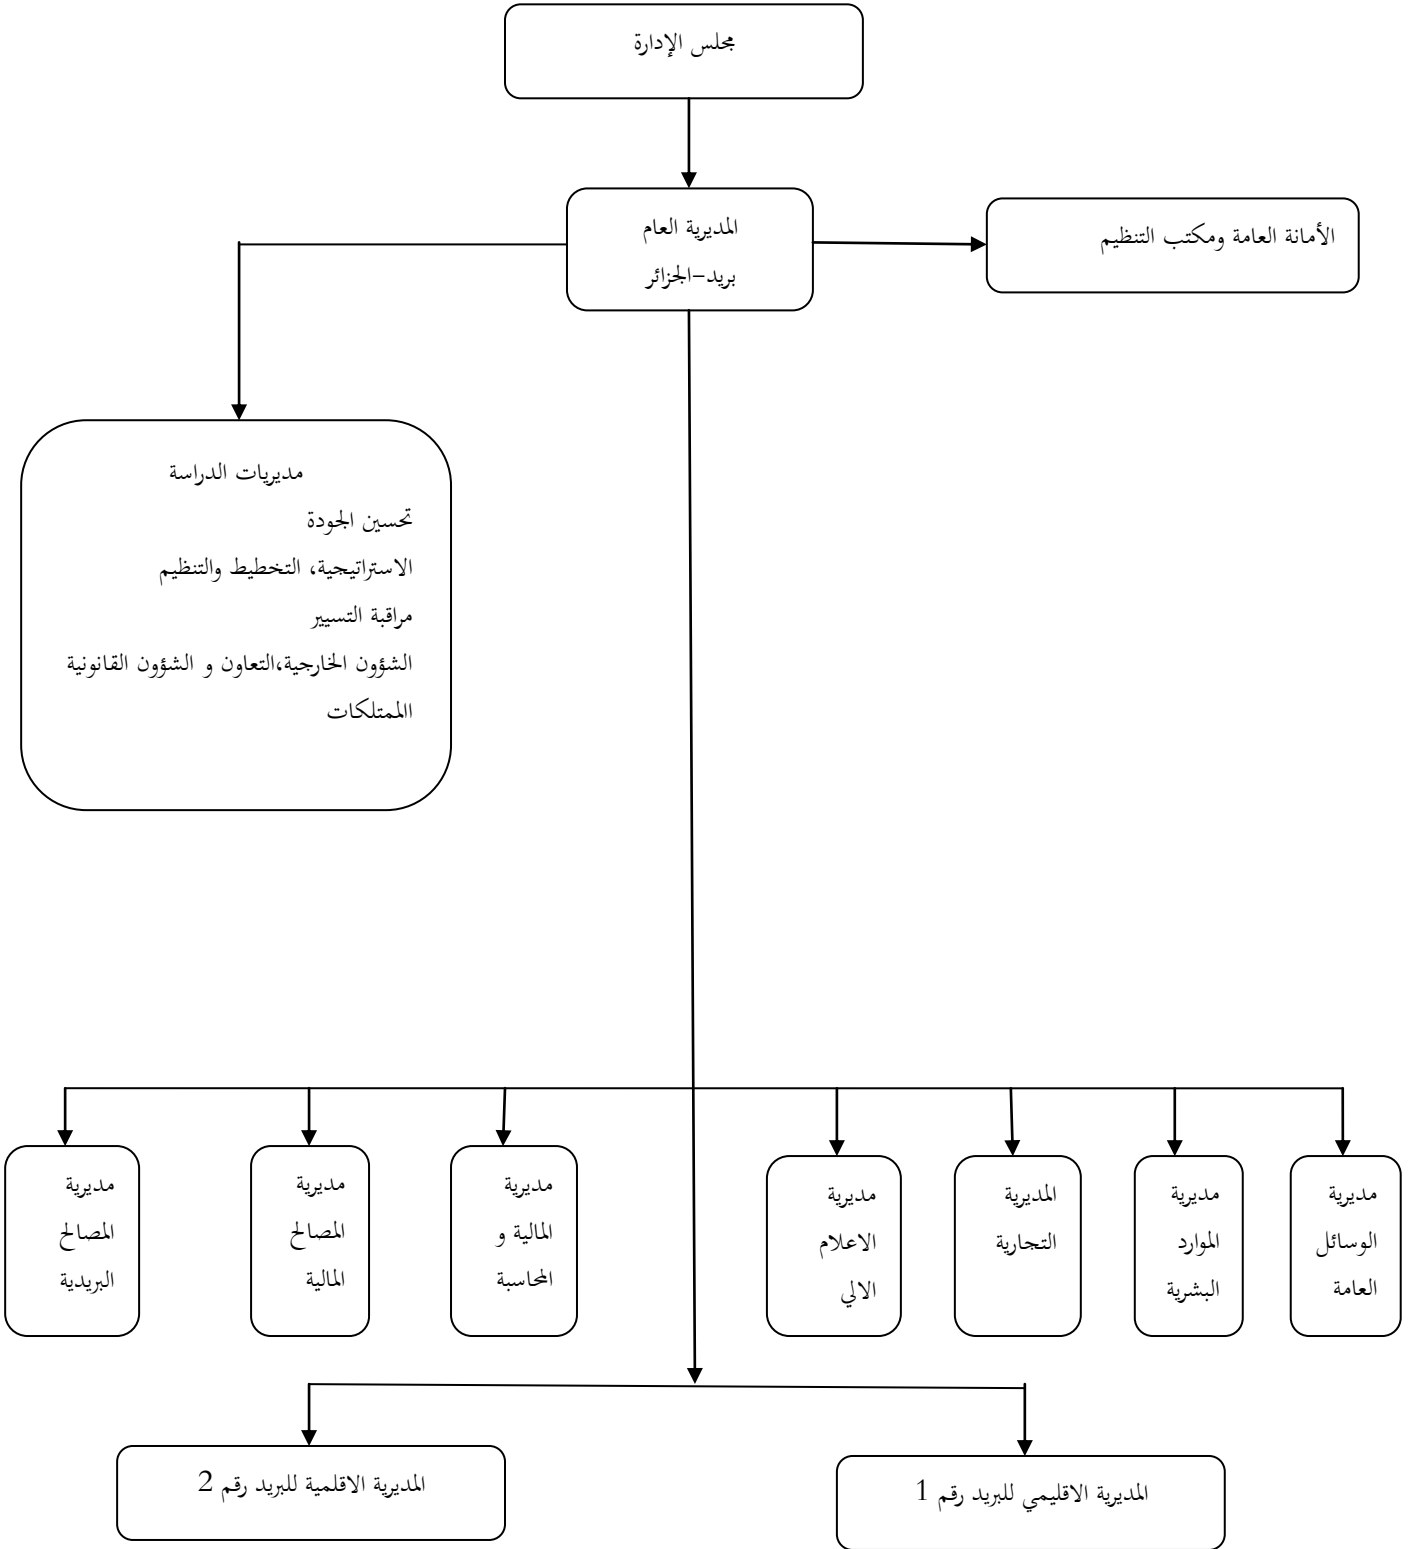 مجلس الإدارة
المديرية العام
بريد-الجزائر
الأمانة العامة ومكتب التنظيم
مديريات الدراسة
تحسين الجودة
الاستراتيجية، التخطيط والتنظيم
مراقبة التسيير
الشؤون الخارجية،التعاون و الشؤون القانونية
االممتلكات
مديرية
الوسائل
العامة
مديرية
الموارد
البشرية
المديرية
التجارية
مديرية
الاعلام
الالي
مديرية
المالية و
المحاسبة
مديرية
المصالح
المالية
مديرية
المصالح
البريدية
المديرية الاقليمي للبريد رقم 1
المديرية الاقلمية للبريد رقم 2